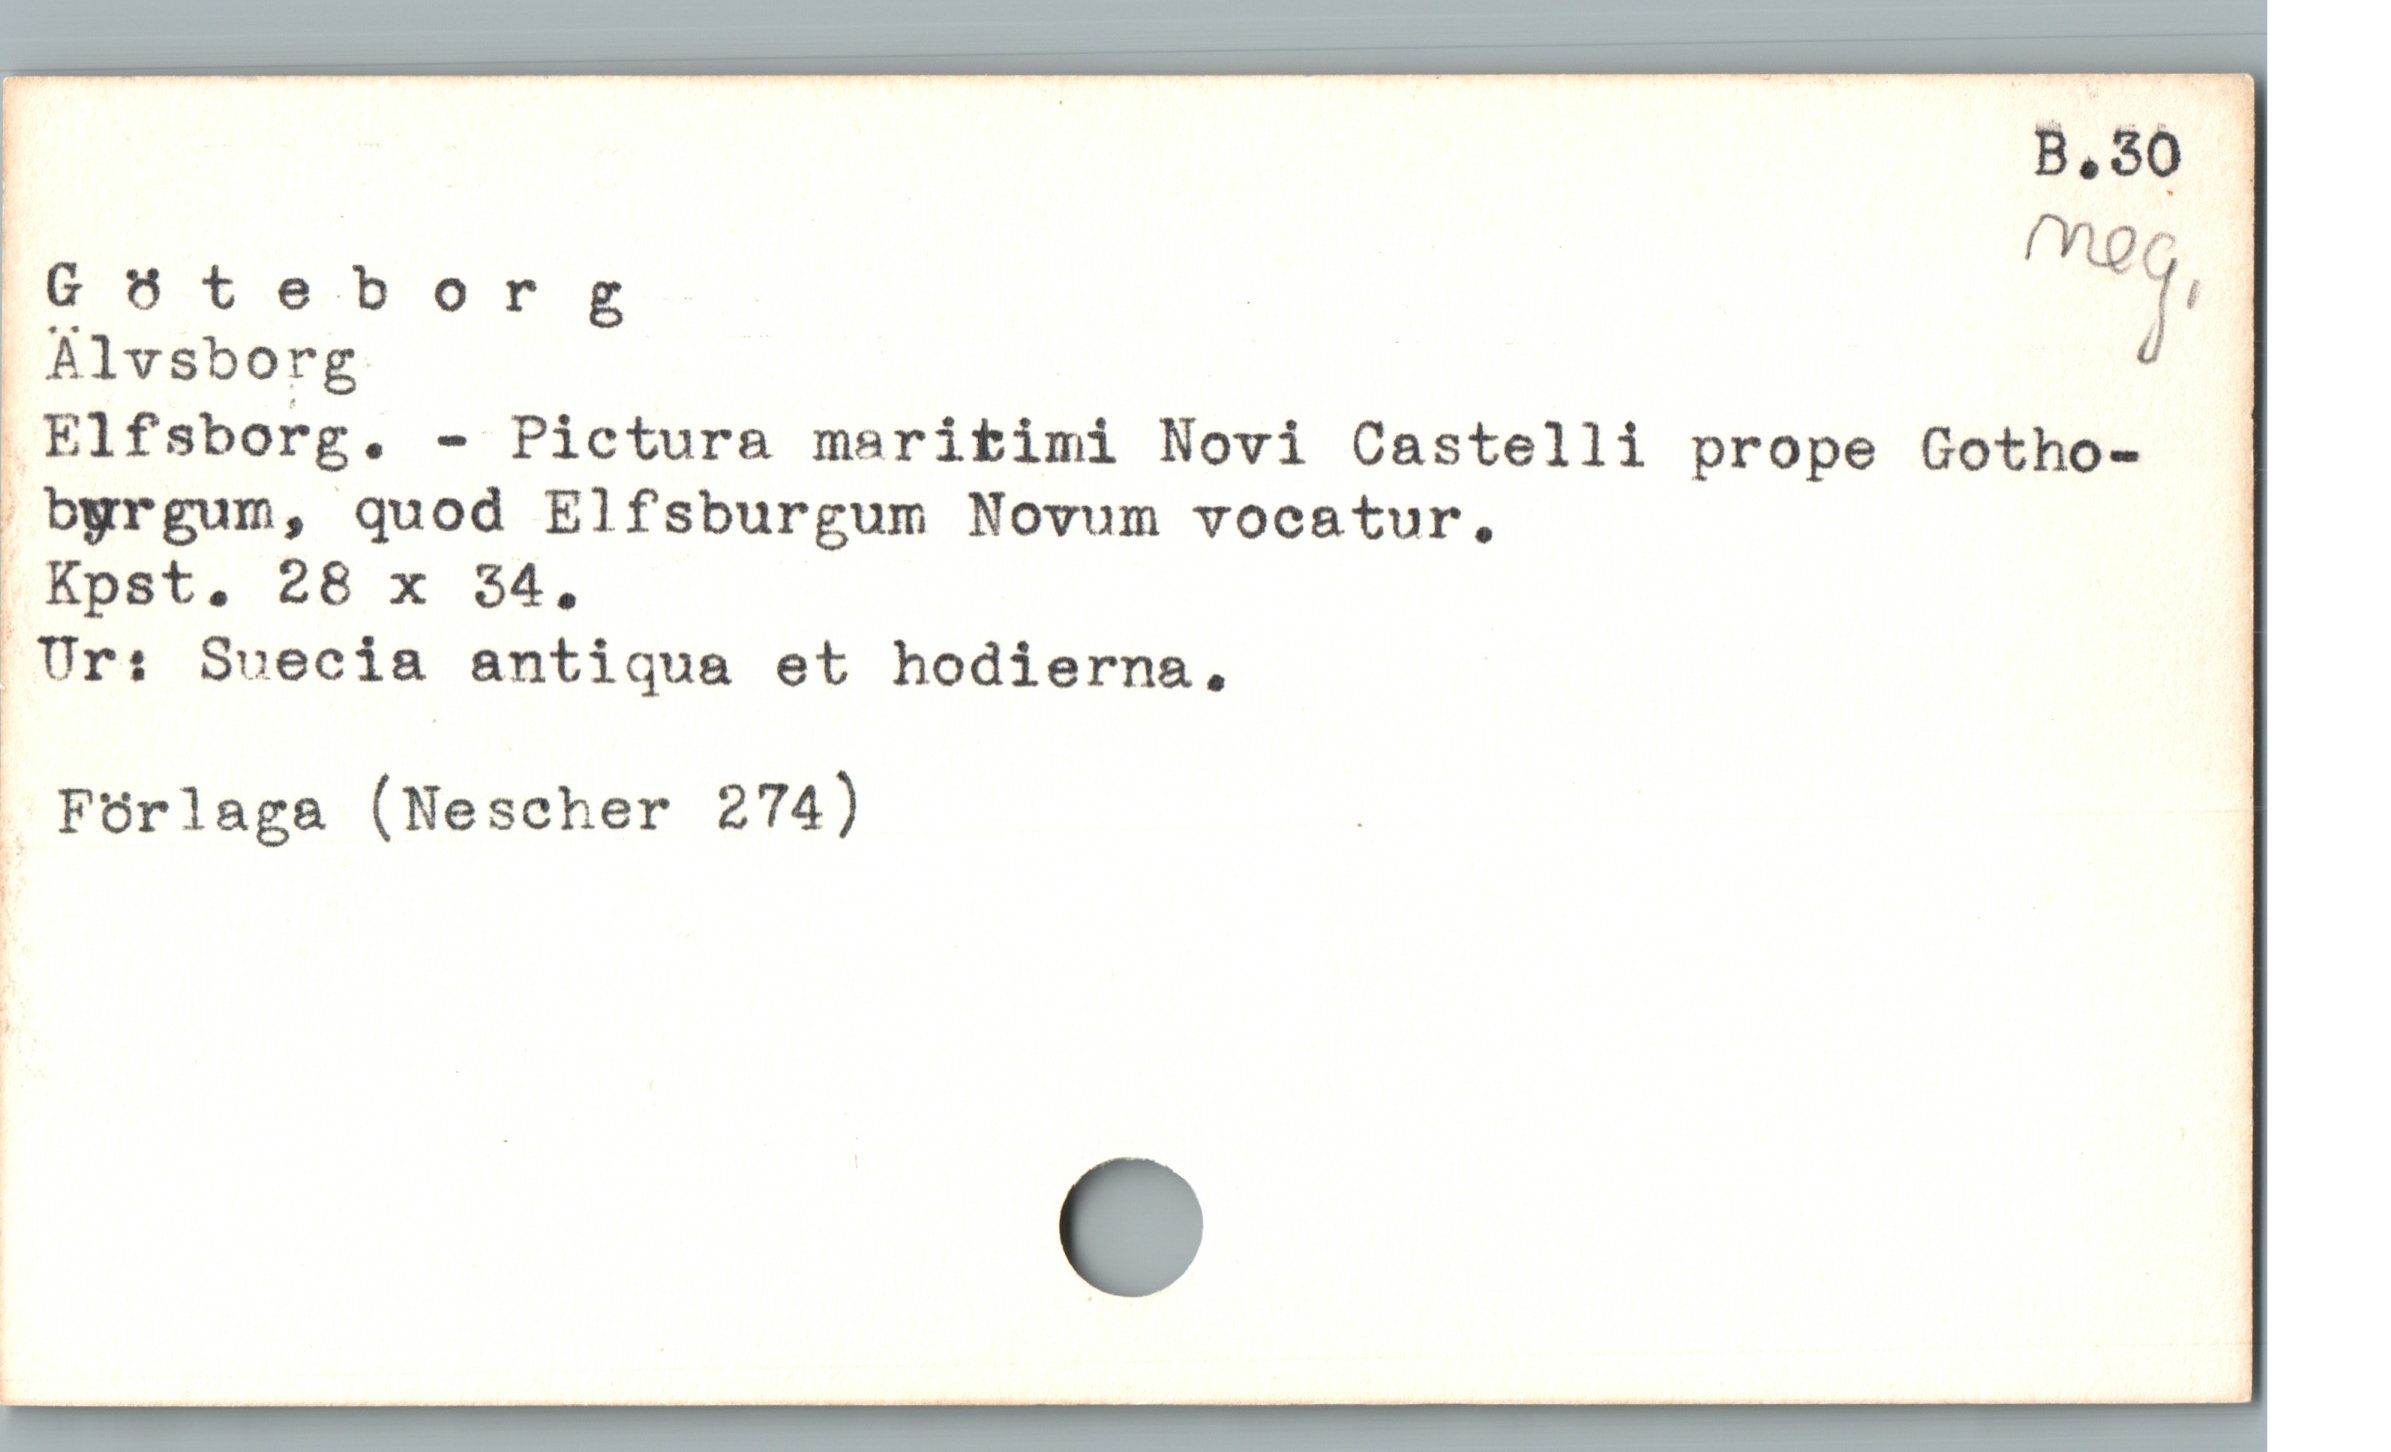 B.30
neg.
G ö t e b o r g
Älvsborg
Elfsborg. - Pictura maritimi Novi Castelli prope Gotho-
burgum, quod Elfsburgum Novum vocatur.
Kpst. 28 x 34.
Ur: Suecia antiqua et hodierna.
Förlaga (Nescher 274)